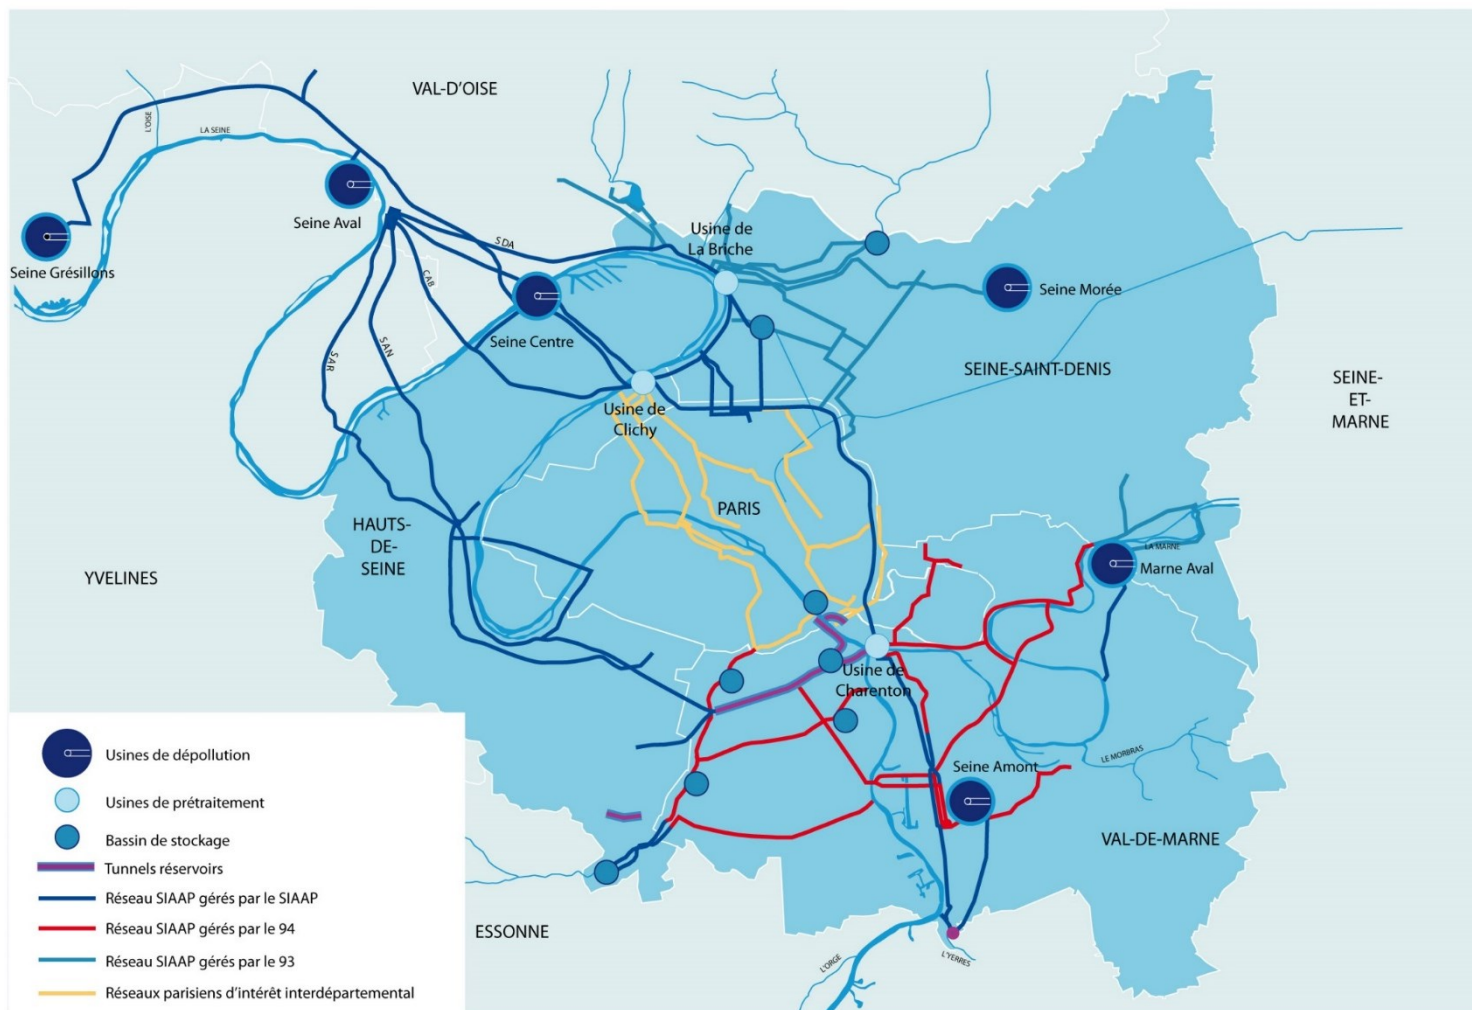 VAL-D'OISE
L'OISE
LA SEINE
Seine Aval
Seine Grésillons
SDA
CAB
SAN
SAR
Usine de
La Briche
Seine Morée
Seine Centre
SEINE-SAINT-DENIS
SEINE-
ET-
MARNE
Usine de
Clichy
PARIS
HAUTS-
DE-
SEINE
YVELINES
LA MARNE
Marne Aval
Usine de
Charenton
LE MORBRAS
Seine Amont
VAL-DE-MARNE
ESSONNE
L'ORGE
L'YERRES
Usines de dépollution
Usines de prétraitement
Bassin de stockage
Tunnels réservoirs
Réseau SIAAP gérés par le SIAAP
Réseau SIAAP gérés par le 94
Réseau SIAAP gérés par le 93
Réseaux parisiens d'intérêt interdépartemental